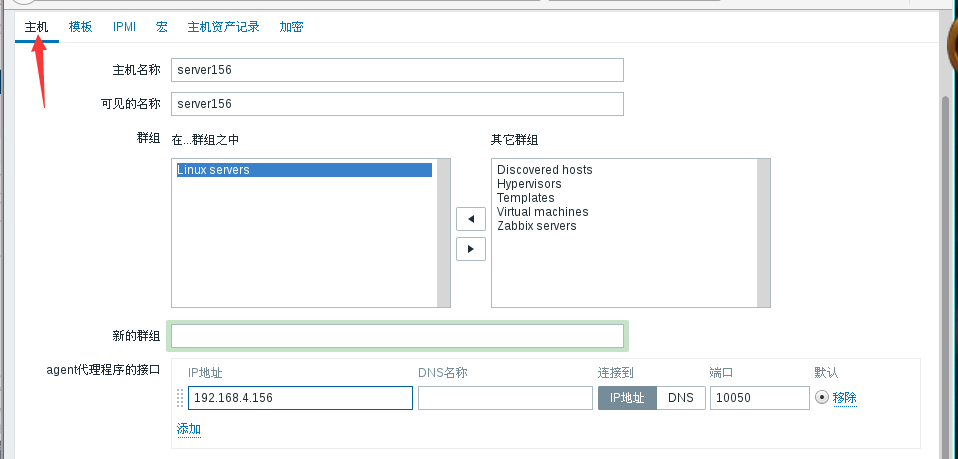 主机 模板 IPMI 宏 主机资产记录 加密
主机名称 server156
可见的名称 server156
群组 在...群组之中 其它群组
Linux servers Discovered hosts
Hypervisors
Templates
Virtual machines
Zabbix servers
新的群组
agent代理程序的接口 IP地址 DNS名称 连接到 端口 默认
192.168.4.156 IP地址 DNS 10050 移除
添加